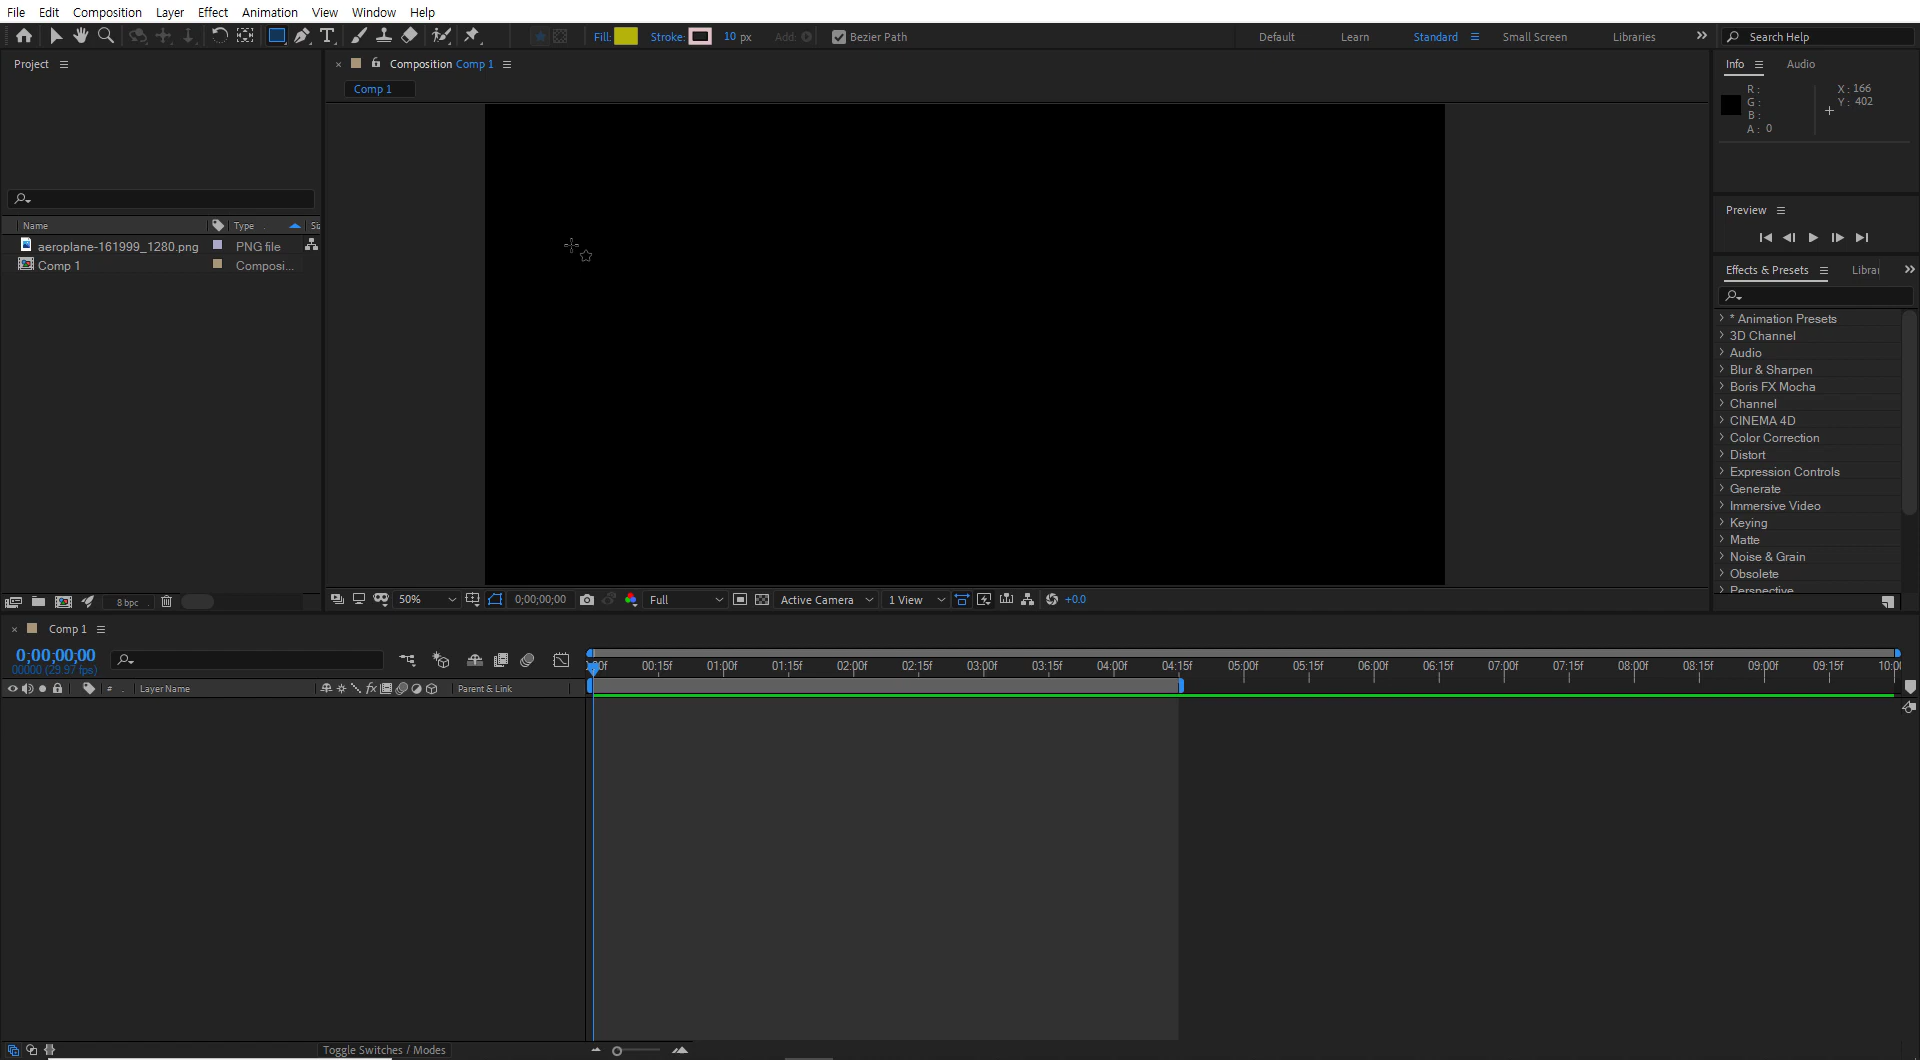 File Edit Composition Layer Effect Animation View Window Help
Fill: Stroke: 10 px Add: Bezier Path Default Learn Standard Small Screen Libraries Search Help
Project
Composition Comp 1
Comp 1
Info Audio
R :
G :
B :
A : 0
X : 166
Y : 402
Preview
Name Type
aeroplane-161999_1280.png PNG file
Comp 1 Composi...
Effects & Presets
* Animation Presets
3D Channel
Audio
Blur & Sharpen
Boris FX Mocha
Channel
CINEMA 4D
Color Correction
Distort
Expression Controls
Generate
Immersive Video
Keying
Matte
Noise & Grain
Obsolete
Perspective
8 bpc
50% 0;00;00;00 Full Active Camera 1 View +0.0
Comp 1
0;00;00;00
00000 (29.97 fps)
00:15f 01:00f 01:15f 02:00f 02:15f 03:00f 03:15f 04:00f 04:15f 05:00f 05:15f 06:00f 06:15f 07:00f 07:15f 08:00f 08:15f 09:00f 09:15f
# Layer Name fx Parent & Link
Toggle Switches / Modes